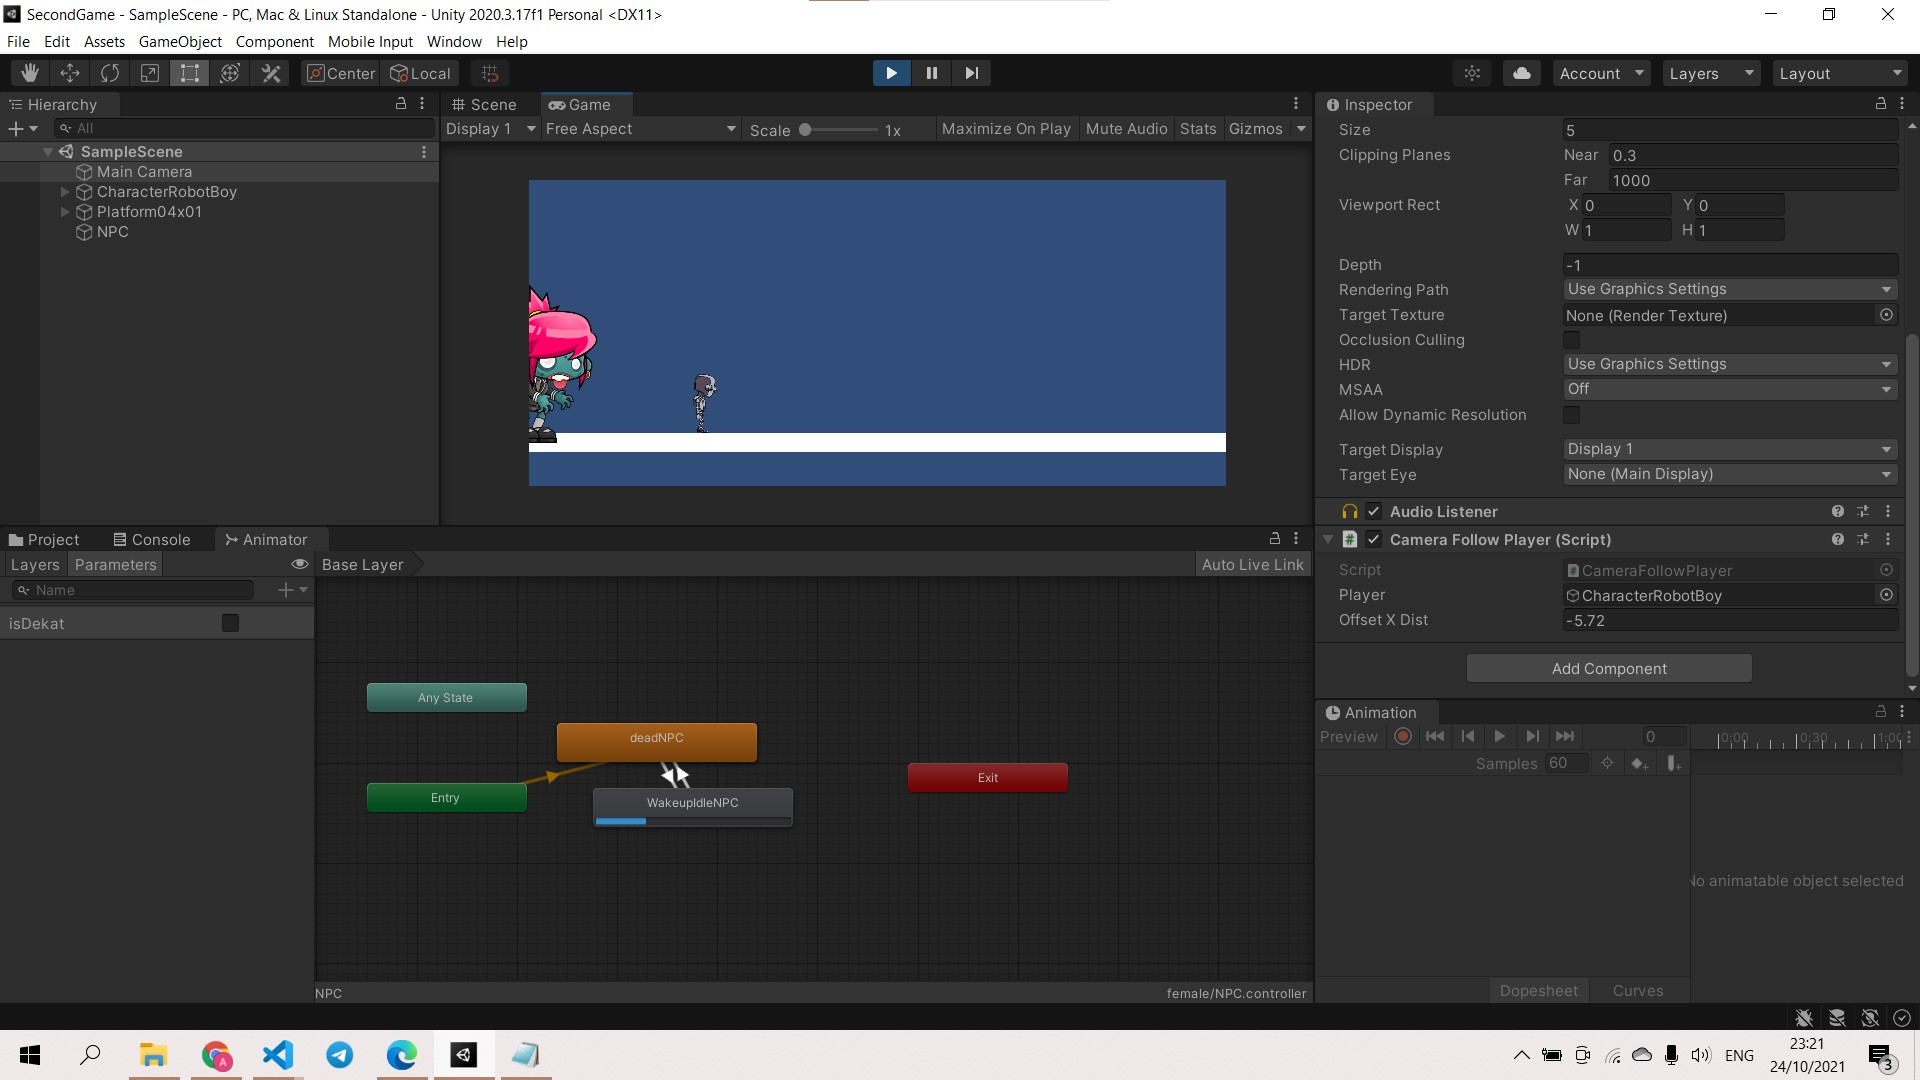 SecondGame - SampleScene - PC, Mac & Linux Standalone - Unity 2020.3.17f1 Personal <DX11>
File Edit Assets GameObject Component Mobile Input Window Help
Center Local Account Layers Layout
Hierarchy
All
SampleScene
Main Camera
CharacterRobotBoy
Platform04x01
NPC
Scene Game
Display 1 Free Aspect Scale 1x Maximize On Play Mute Audio Stats Gizmos
Inspector
Size 5
Clipping Planes Near 0.3
Far 1000
Viewport Rect X 0 Y 0
W 1 H 1
Depth -1
Rendering Path Use Graphics Settings
Target Texture None (Render Texture)
Occlusion Culling
HDR Use Graphics Settings
MSAA Off
Allow Dynamic Resolution
Target Display Display 1
Target Eye None (Main Display)
Audio Listener
Camera Follow Player (Script)
Script CameraFollowPlayer
Player CharacterRobotBoy
Offset X Dist -5.72
Add Component
Project Console Animator
Layers Parameters Base Layer Auto Live Link
Name
isDekat
Any State
deadNPC
Exit
Entry
WakeupIdleNPC
NPC female/NPC.controller
Animation
Preview 0 0:00 0:30 1:00
Samples 60
No animatable object selected
Dopesheet Curves
ENG
23:21
24/10/2021
3